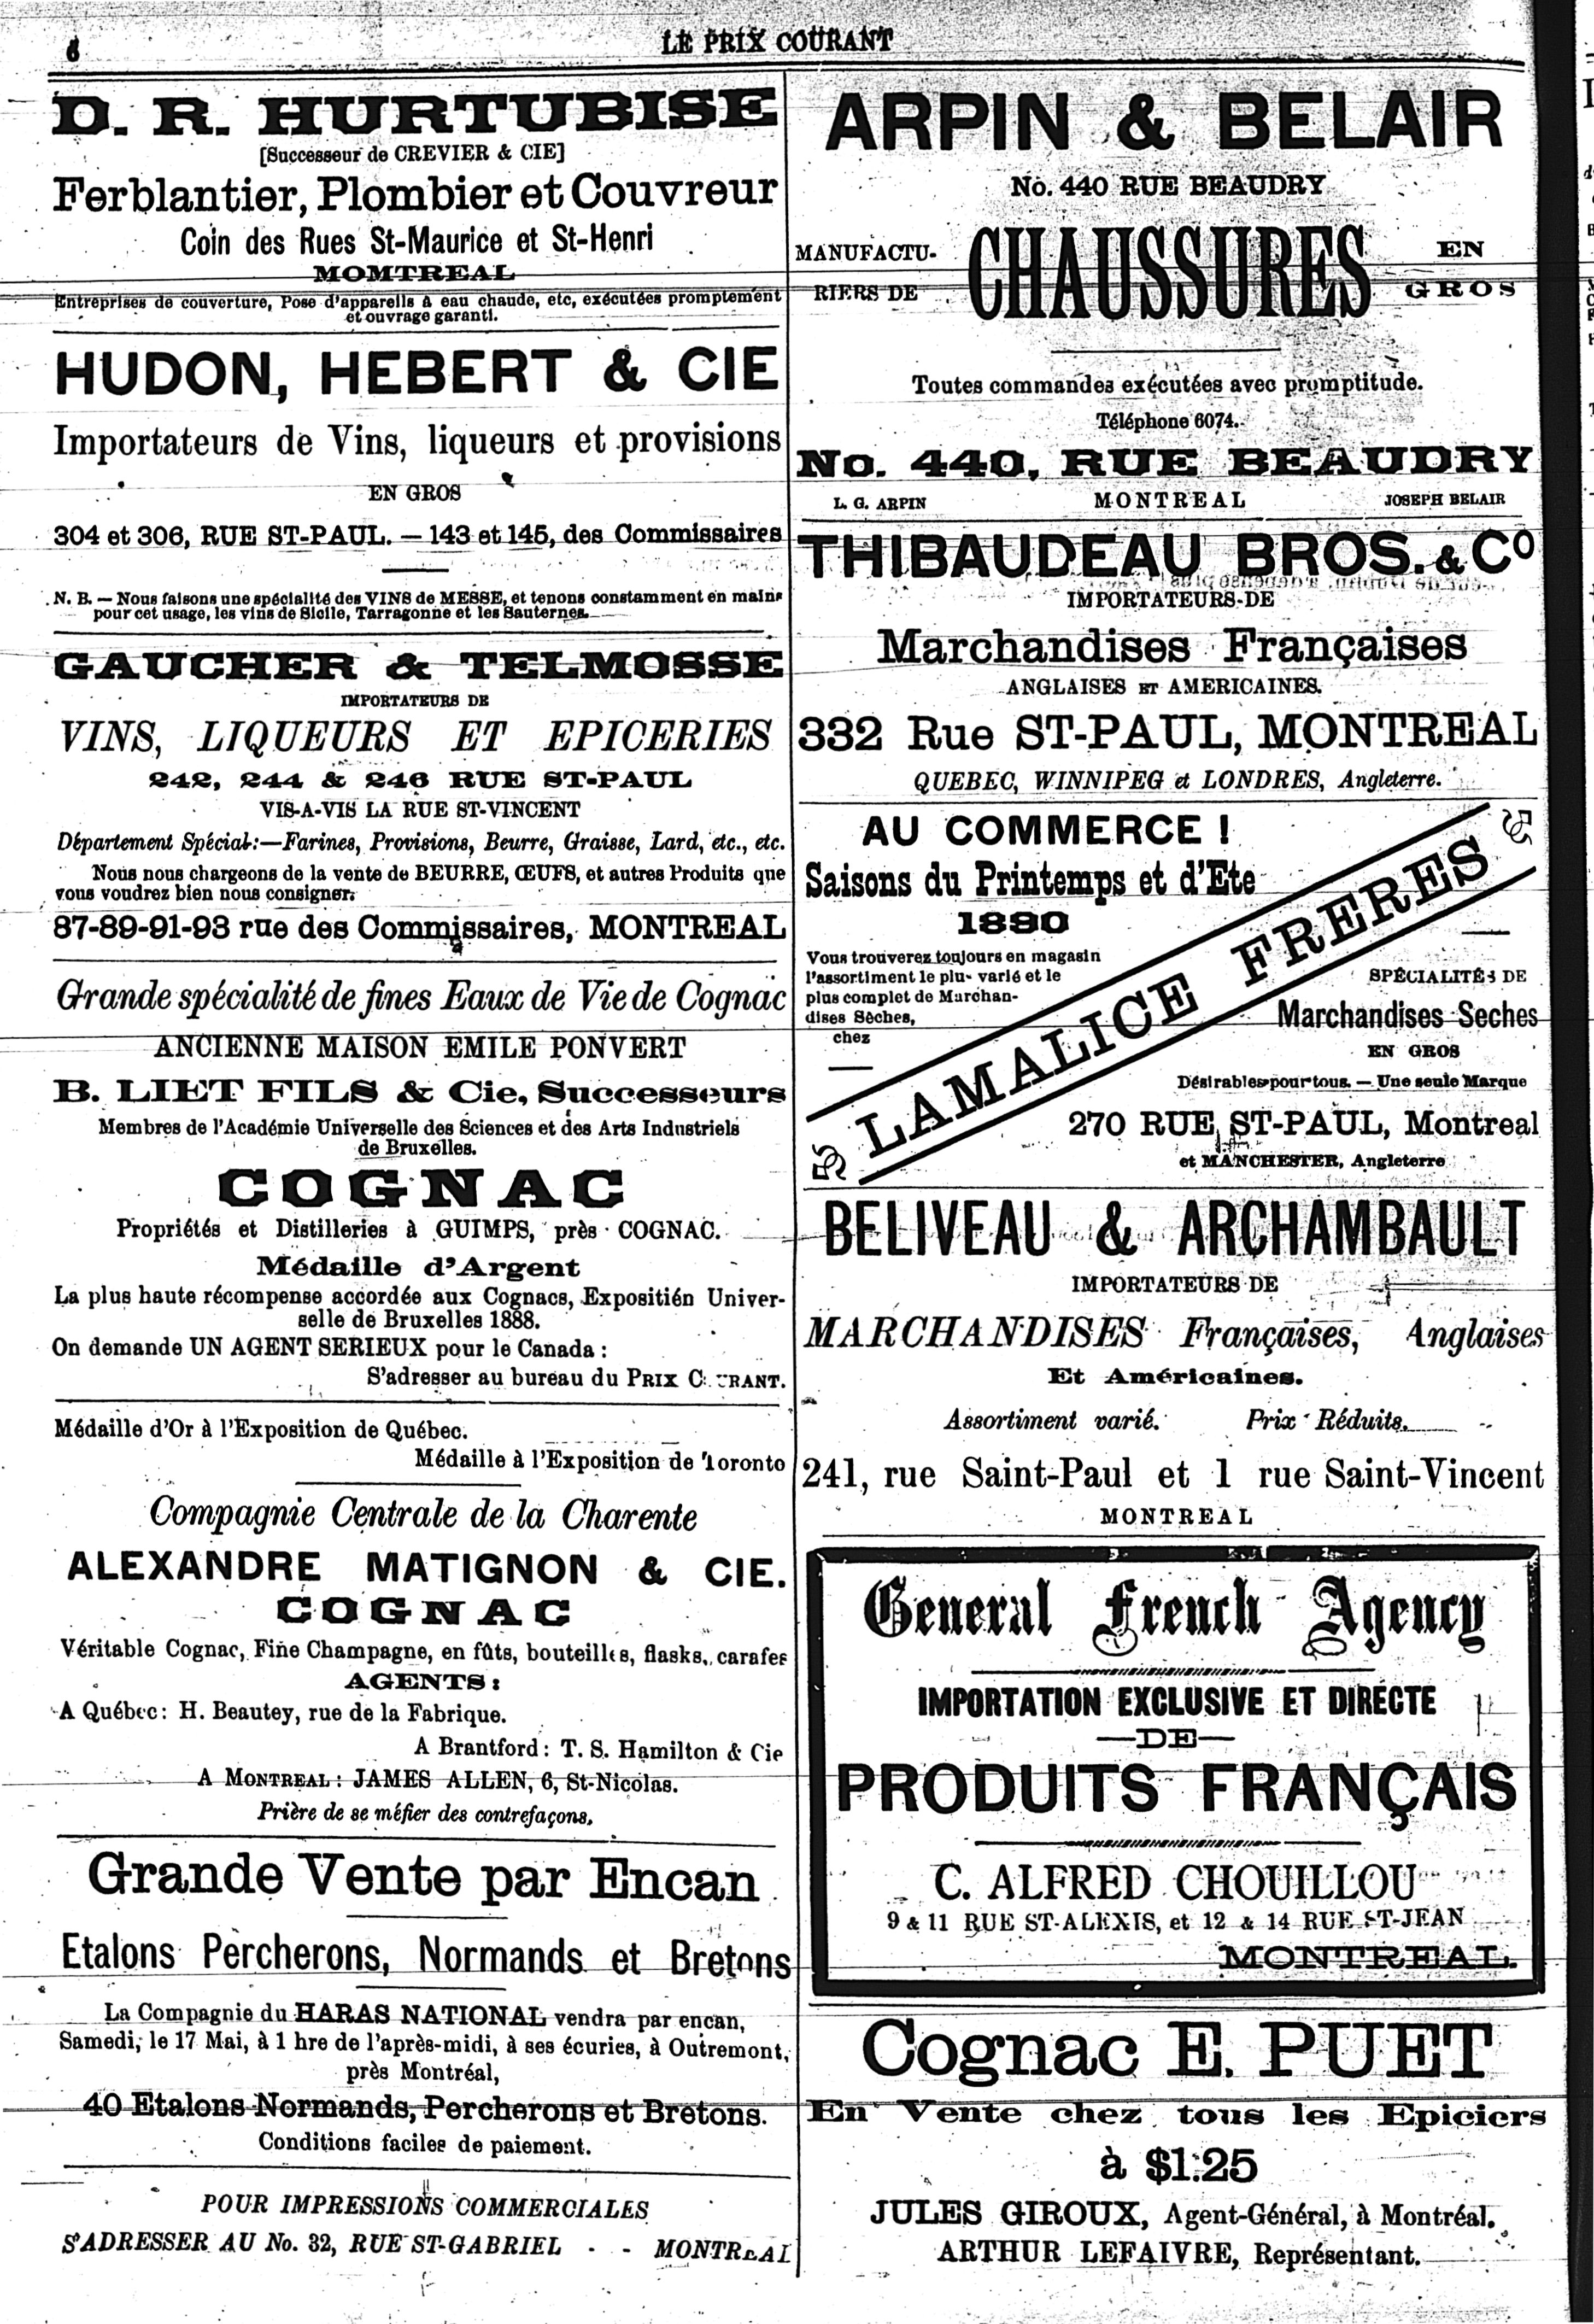 6
LE PRIX COURANT
D. R. HURTUBISE
[Successeur de CREVIER & CIE]
Ferblantier, Plombier et Couvreur
Coin des Rues St-Maurice et St-Henri
MOMTREAL
Entreprises de couverture, Pose d'appareils à eau chaude, etc, exécutées promptement
et ouvrage garanti.
HUDON, HEBERT & CIE
Importateurs de Vins, liqueurs et provisions
EN GROS
304 et 306, RUE ST-PAUL. — 143 et 145, des Commissaires
N. B. — Nous faisons une spécialité des VINS de MESSE, et tenons constamment en mains
pour cet usage, les vins de Sicile, Tarragonne et les Sauternes.
GAUCHER & TELMOSSE
IMPORTATEURS DE
VINS, LIQUEURS ET EPICERIES
242, 244 & 246 RUE ST-PAUL
VIS-A-VIS LA RUE ST-VINCENT
Département Spécial:—Farines, Provisions, Beurre, Graisse, Lard, etc., etc.
Nous nous chargeons de la vente de BEURRE, ŒUFS, et autres Produits que
vous voudrez bien nous consigner.
87-89-91-93 rue des Commissaires, MONTREAL
Grande spécialité de fines Eaux de Vie de Cognac
ANCIENNE MAISON EMILE PONVERT
B. LIET FILS & Cie, Successeurs
Membres de l'Académie Universelle des Sciences et des Arts Industriels
de Bruxelles.
COGNAC
Propriétés et Distilleries à GUIMPS, près COGNAC.
Médaille d'Argent
La plus haute récompense accordée aux Cognacs, Expositién Univer-
selle de Bruxelles 1888.
On demande UN AGENT SERIEUX pour le Canada :
S'adresser au bureau du PRIX COURANT.
Médaille d'Or à l'Exposition de Québec.
Médaille à l'Exposition de Toronto
Compagnie Centrale de la Charente
ALEXANDRE MATIGNON & CIE.
COGNAC
Véritable Cognac, Fine Champagne, en fûts, bouteilles, flasks, carafes
AGENTS :
A Québec : H. Beautey, rue de la Fabrique.
A Brantford : T. S. Hamilton & Cie
A MONTREAL : JAMES ALLEN, 6, St-Nicolas.
Prière de se méfier des contrefaçons.
Grande Vente par Encan
Etalons Percherons, Normands et Bretons
La Compagnie du HARAS NATIONAL vendra par encan,
Samedi, le 17 Mai, à 1 hre de l'après-midi, à ses écuries, à Outremont,
près Montréal,
40 Etalons Normands, Percherons et Bretons.
Conditions faciles de paiement.
POUR IMPRESSIONS COMMERCIALES
S'ADRESSER AU No. 32, RUE ST-GABRIEL - - MONTREAL
ARPIN & BELAIR
No. 440 RUE BEAUDRY
MANUFACTU-
RIERS DE
CHAUSSURES
EN
GROS
Toutes commandes exécutées avec promptitude.
Téléphone 6074.
No. 440, RUE BEAUDRY
L. G. ARPIN MONTREAL JOSEPH BELAIR
THIBAUDEAU BROS. & Co
IMPORTATEURS DE
Marchandises Françaises
ANGLAISES ET AMERICAINES.
332 Rue ST-PAUL, MONTREAL
QUEBEC, WINNIPEG et LONDRES, Angleterre.
AU COMMERCE !
Saisons du Printemps et d'Ete
1890
Vous trouverez toujours en magasin
l'assortiment le plus varié et le
plus complet de Marchan-
dises Sèches,
chez
LAMALICE FRERES
SPÉCIALITÉS DE
Marchandises Seches
EN GROS
Désirables pour tous. — Une seule Marque
270 RUE ST-PAUL, Montreal
et MANCHESTER, Angleterre
BELIVEAU & ARCHAMBAULT
IMPORTATEURS DE
MARCHANDISES Françaises, Anglaises
Et Américaines.
Assortiment varié. Prix Réduits.
241, rue Saint-Paul et 1 rue Saint-Vincent
MONTREAL
General French Agency
IMPORTATION EXCLUSIVE ET DIRECTE
—DE—
PRODUITS FRANÇAIS
C. ALFRED CHOUILLOU
9 & 11 RUE ST-ALEXIS, et 12 & 14 RUE ST-JEAN
MONTREAL.
Cognac E. PUET
En Vente chez tous les Epiciers
à $1.25
JULES GIROUX, Agent-Général, à Montréal.
ARTHUR LEFAIVRE, Représentant.